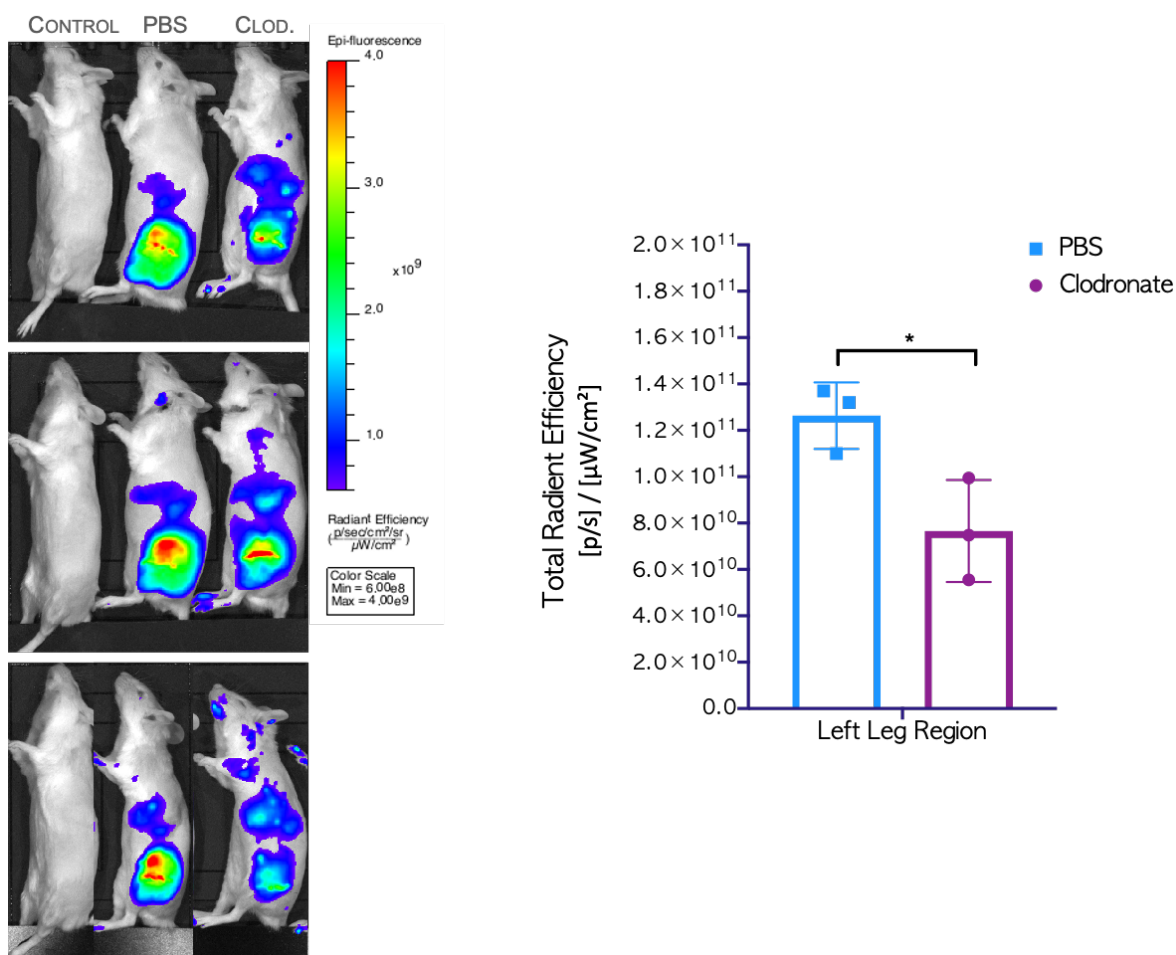 CONTROL PBS CLOD.
Epi-fluorescence
4.0
3.0
x10⁹
2.0
1.0
Radiant Efficiency
(p/sec/cm²/sr
µW/cm²)
Color Scale
Min = 6.00e8
Max = 4.00e9
Total Radient Efficiency
[p/s] / [µW/cm²]
2.0×10¹¹
1.8×10¹¹
1.6×10¹¹
1.4×10¹¹
1.2×10¹¹
1.0×10¹¹
8.0×10¹⁰
6.0×10¹⁰
4.0×10¹⁰
2.0×10¹⁰
0.0
*
PBS
Clodronate
Left Leg Region